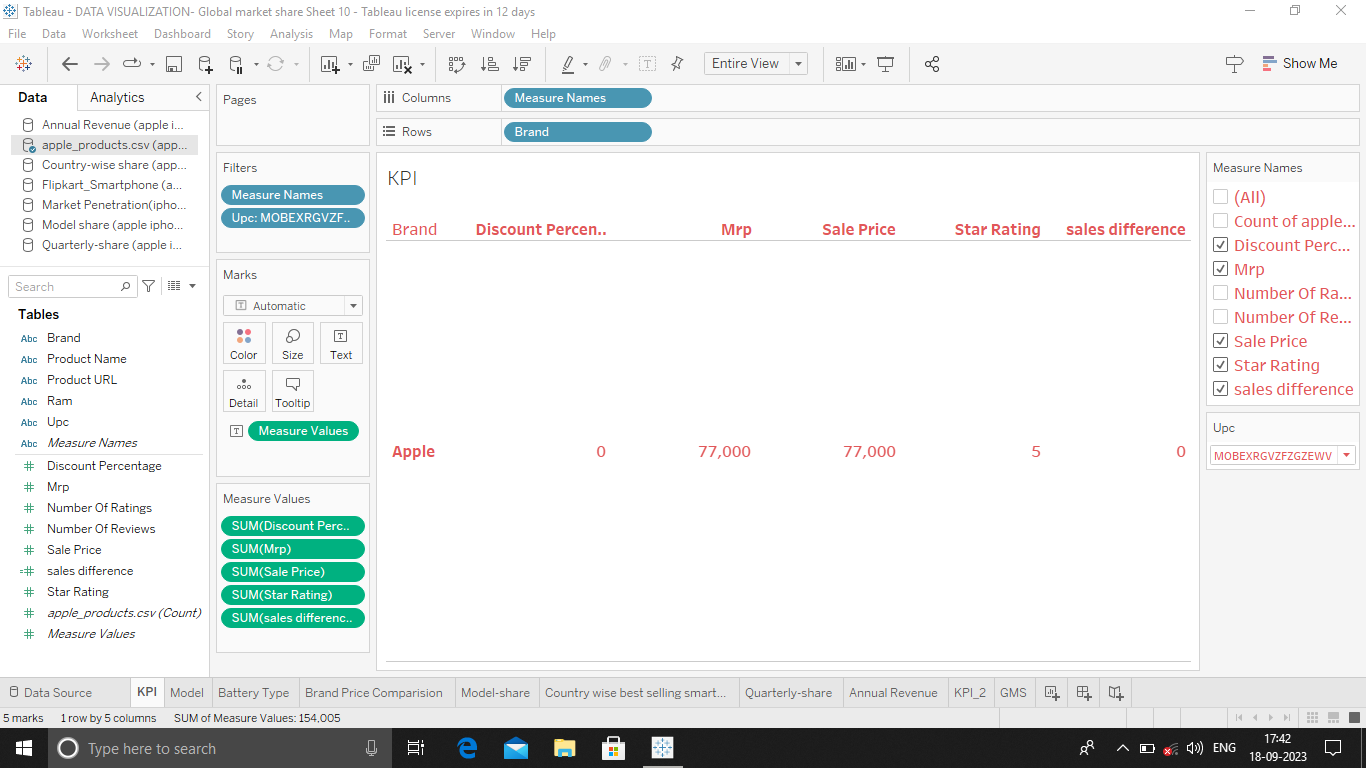 Tableau - DATA VISUALIZATION- Global market share Sheet 10 - Tableau license expires in 12 days
File Data Worksheet Dashboard Story Analysis Map Format Server Window Help
Entire View
Show Me
Data Analytics
Annual Revenue (apple i...
apple_products.csv (app...
Country-wise share (app...
Flipkart_Smartphone (a...
Market Penetration(ipho...
Model share (apple ipho...
Quarterly-share (apple i...
Search
Tables
Abc Brand
Abc Product Name
Abc Product URL
Abc Ram
Abc Upc
Abc Measure Names
# Discount Percentage
# Mrp
# Number Of Ratings
# Number Of Reviews
# Sale Price
=# sales difference
# Star Rating
# apple_products.csv (Count)
# Measure Values
Pages
Filters
Measure Names
Upc: MOBEXRGVZF..
Marks
T Automatic
Color Size Text
Detail Tooltip
T Measure Values
Measure Values
SUM(Discount Perc..
SUM(Mrp)
SUM(Sale Price)
SUM(Star Rating)
SUM(sales differenc..
Columns Measure Names
Rows Brand
KPI
Brand Discount Percen.. Mrp Sale Price Star Rating sales difference
Apple 0 77,000 77,000 5 0
Measure Names
(All)
Count of apple...
Discount Perc...
Mrp
Number Of Ra...
Number Of Re...
Sale Price
Star Rating
sales difference
Upc
MOBEXRGVZFZGZEWV
Data Source KPI Model Battery Type Brand Price Comparision Model-share Country wise best selling smart... Quarterly-share Annual Revenue KPI_2 GMS
5 marks 1 row by 5 columns SUM of Measure Values: 154,005
Type here to search
ENG
17:42
18-09-2023